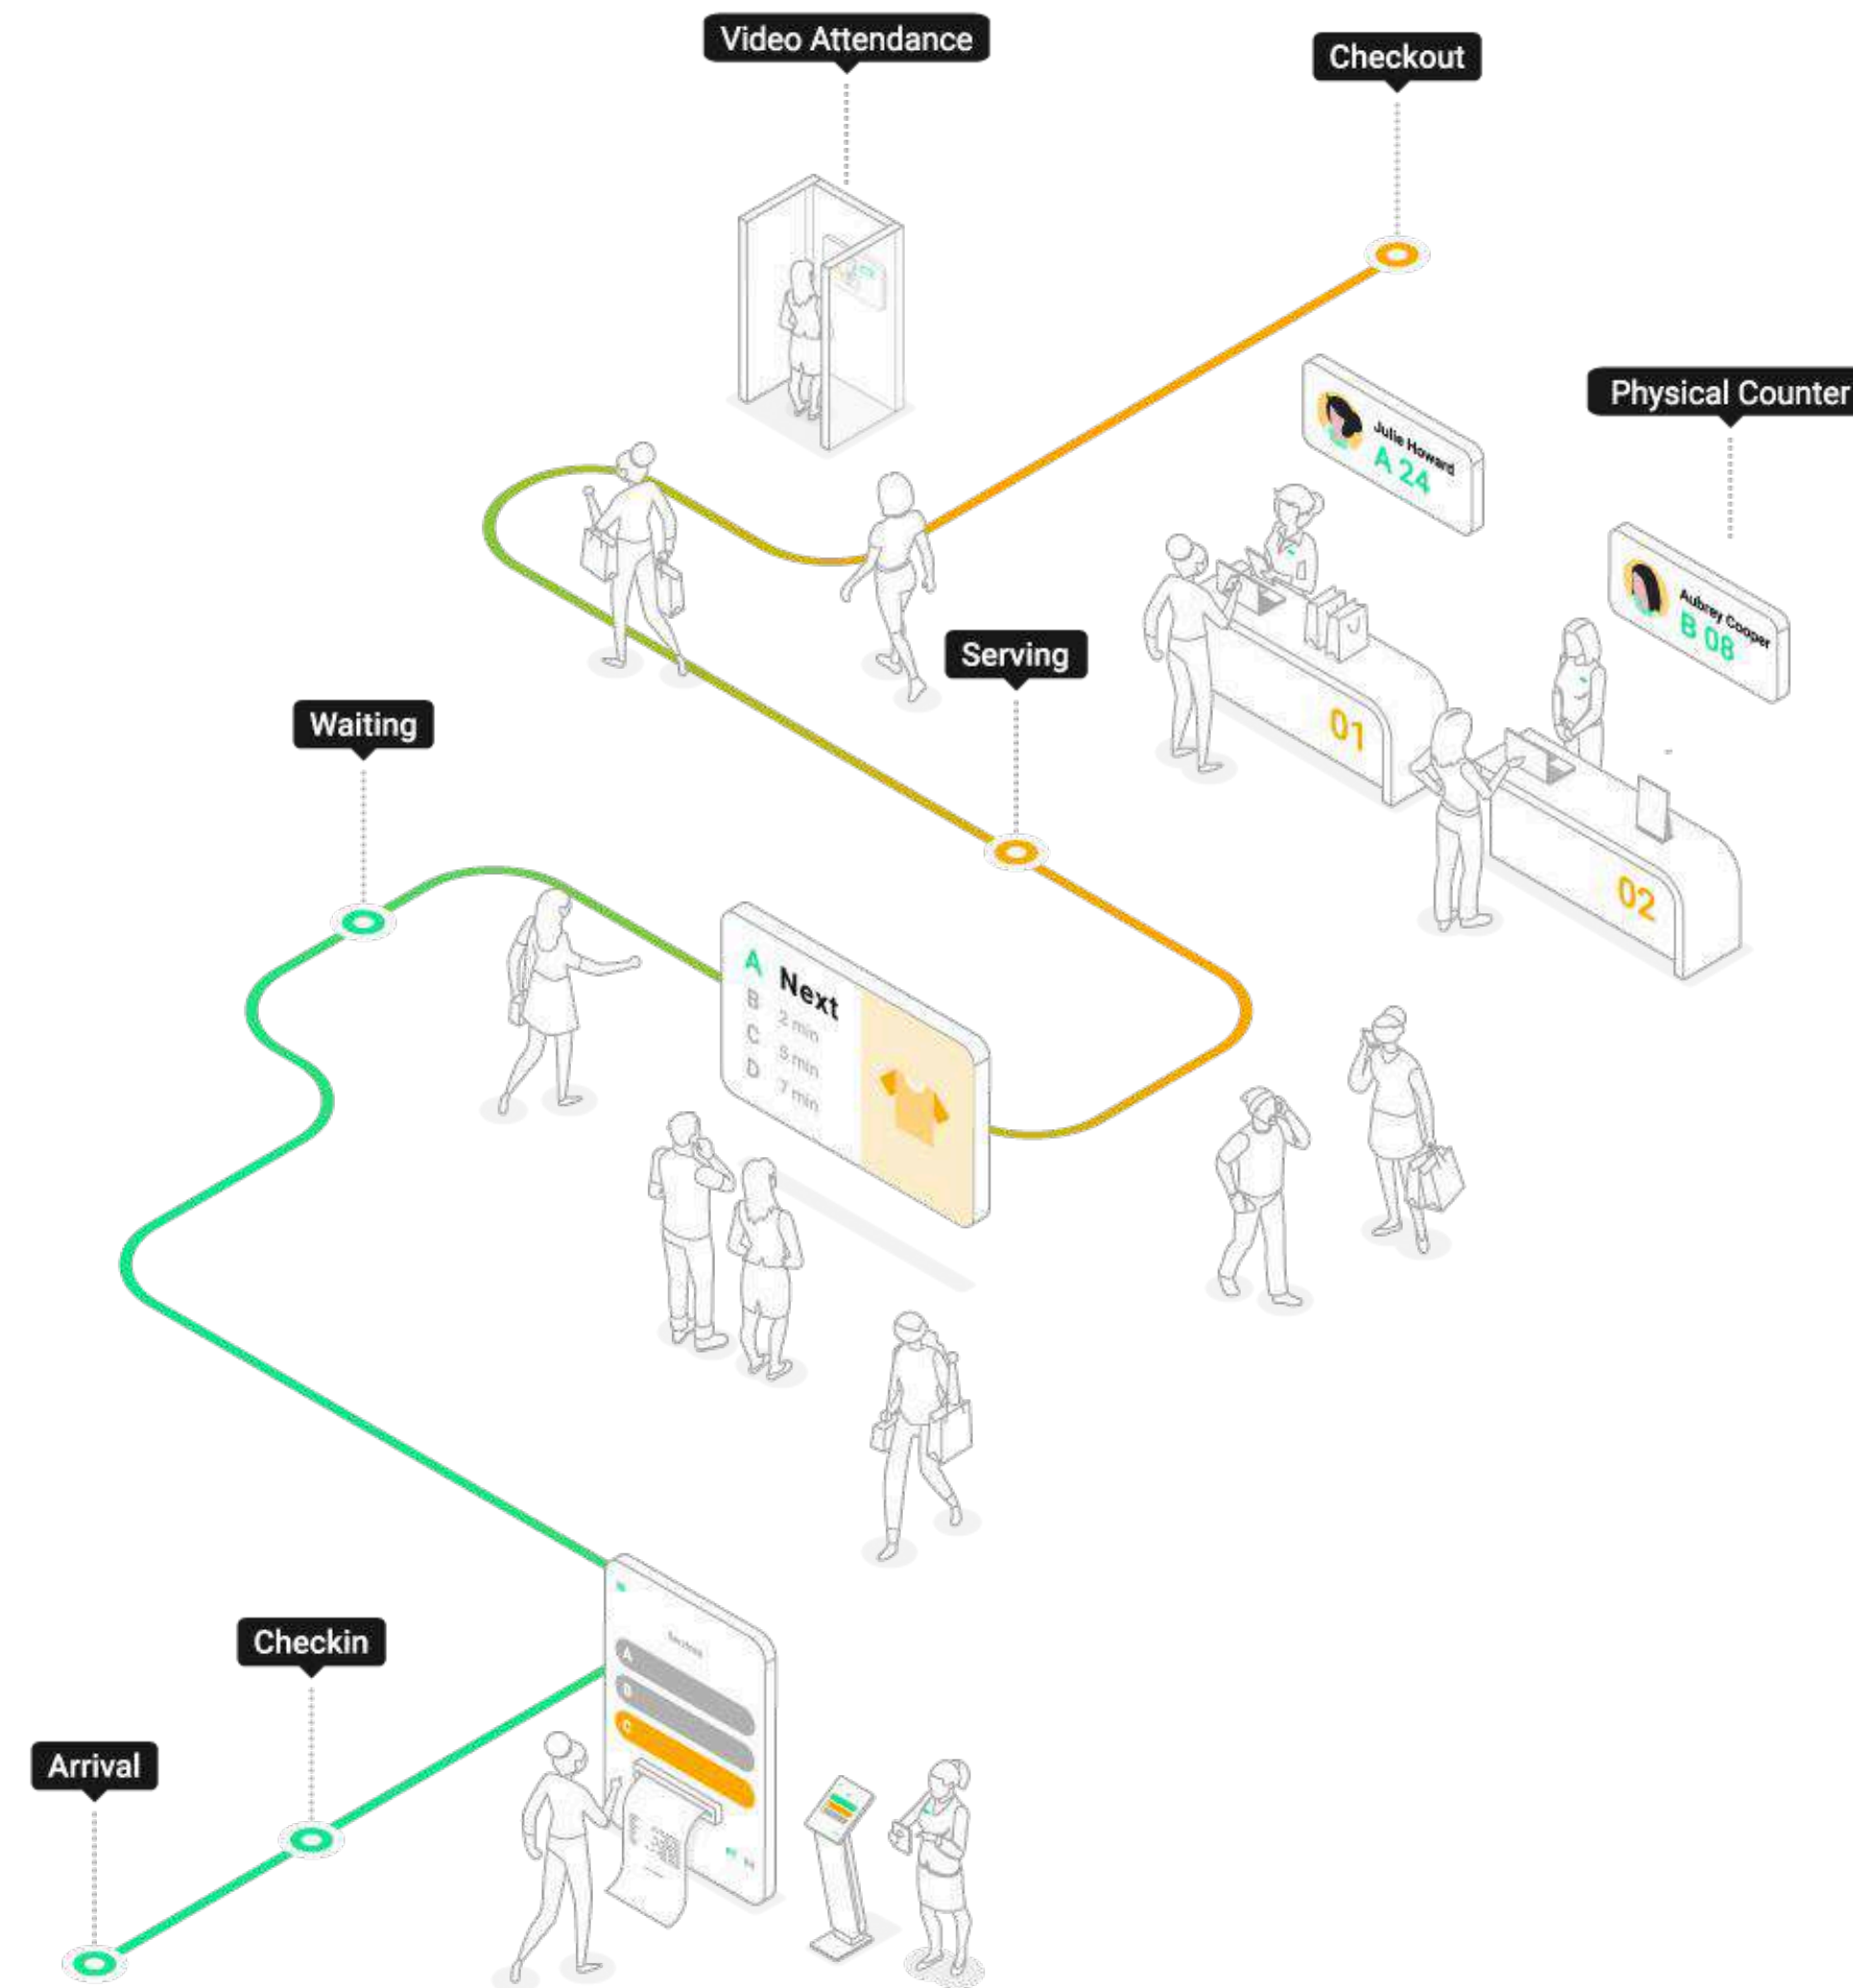 Video Attendance
Checkout
Physical Counter
Julie Howard
A 24
Aubrey Cooper
B 08
01
02
Serving
Waiting
A Next
B 2 min
C 5 min
D 7 min
Checkin
Services
A
B
C
Arrival